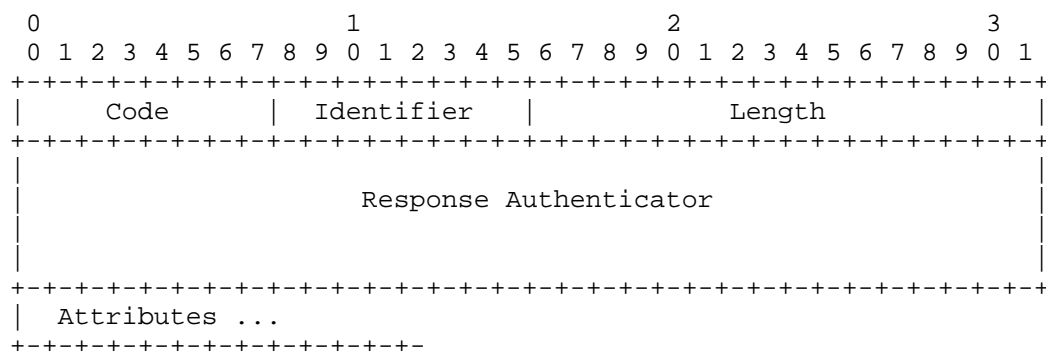 0                   1                   2                   3
 0 1 2 3 4 5 6 7 8 9 0 1 2 3 4 5 6 7 8 9 0 1 2 3 4 5 6 7 8 9 0 1
+-+-+-+-+-+-+-+-+-+-+-+-+-+-+-+-+-+-+-+-+-+-+-+-+-+-+-+-+-+-+-+-+
|     Code      |  Identifier   |            Length             |
+-+-+-+-+-+-+-+-+-+-+-+-+-+-+-+-+-+-+-+-+-+-+-+-+-+-+-+-+-+-+-+-+
|                                                               |
|                     Response Authenticator                    |
|                                                               |
|                                                               |
+-+-+-+-+-+-+-+-+-+-+-+-+-+-+-+-+-+-+-+-+-+-+-+-+-+-+-+-+-+-+-+-+
|  Attributes ...
+-+-+-+-+-+-+-+-+-+-+-+-+-